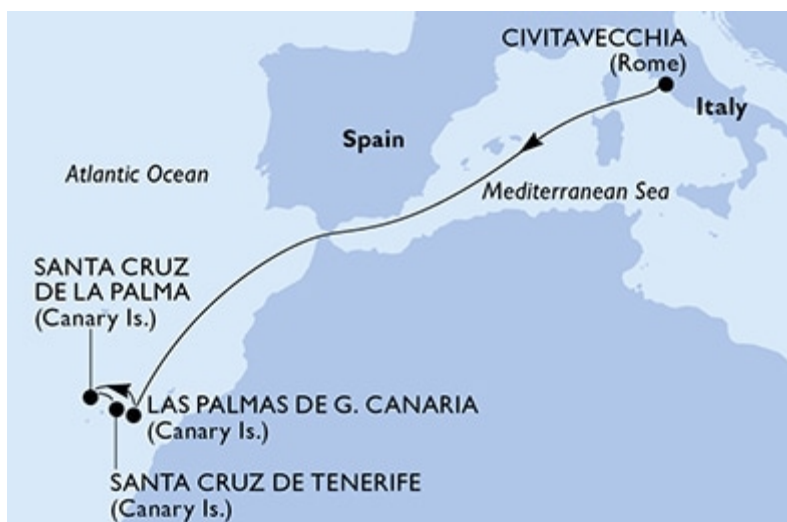 CIVITAVECCHIA
(Rome)
Italy
Spain
Atlantic Ocean
Mediterranean Sea
SANTA CRUZ
DE LA PALMA
(Canary Is.)
LAS PALMAS DE G. CANARIA
(Canary Is.)
SANTA CRUZ DE TENERIFE
(Canary Is.)